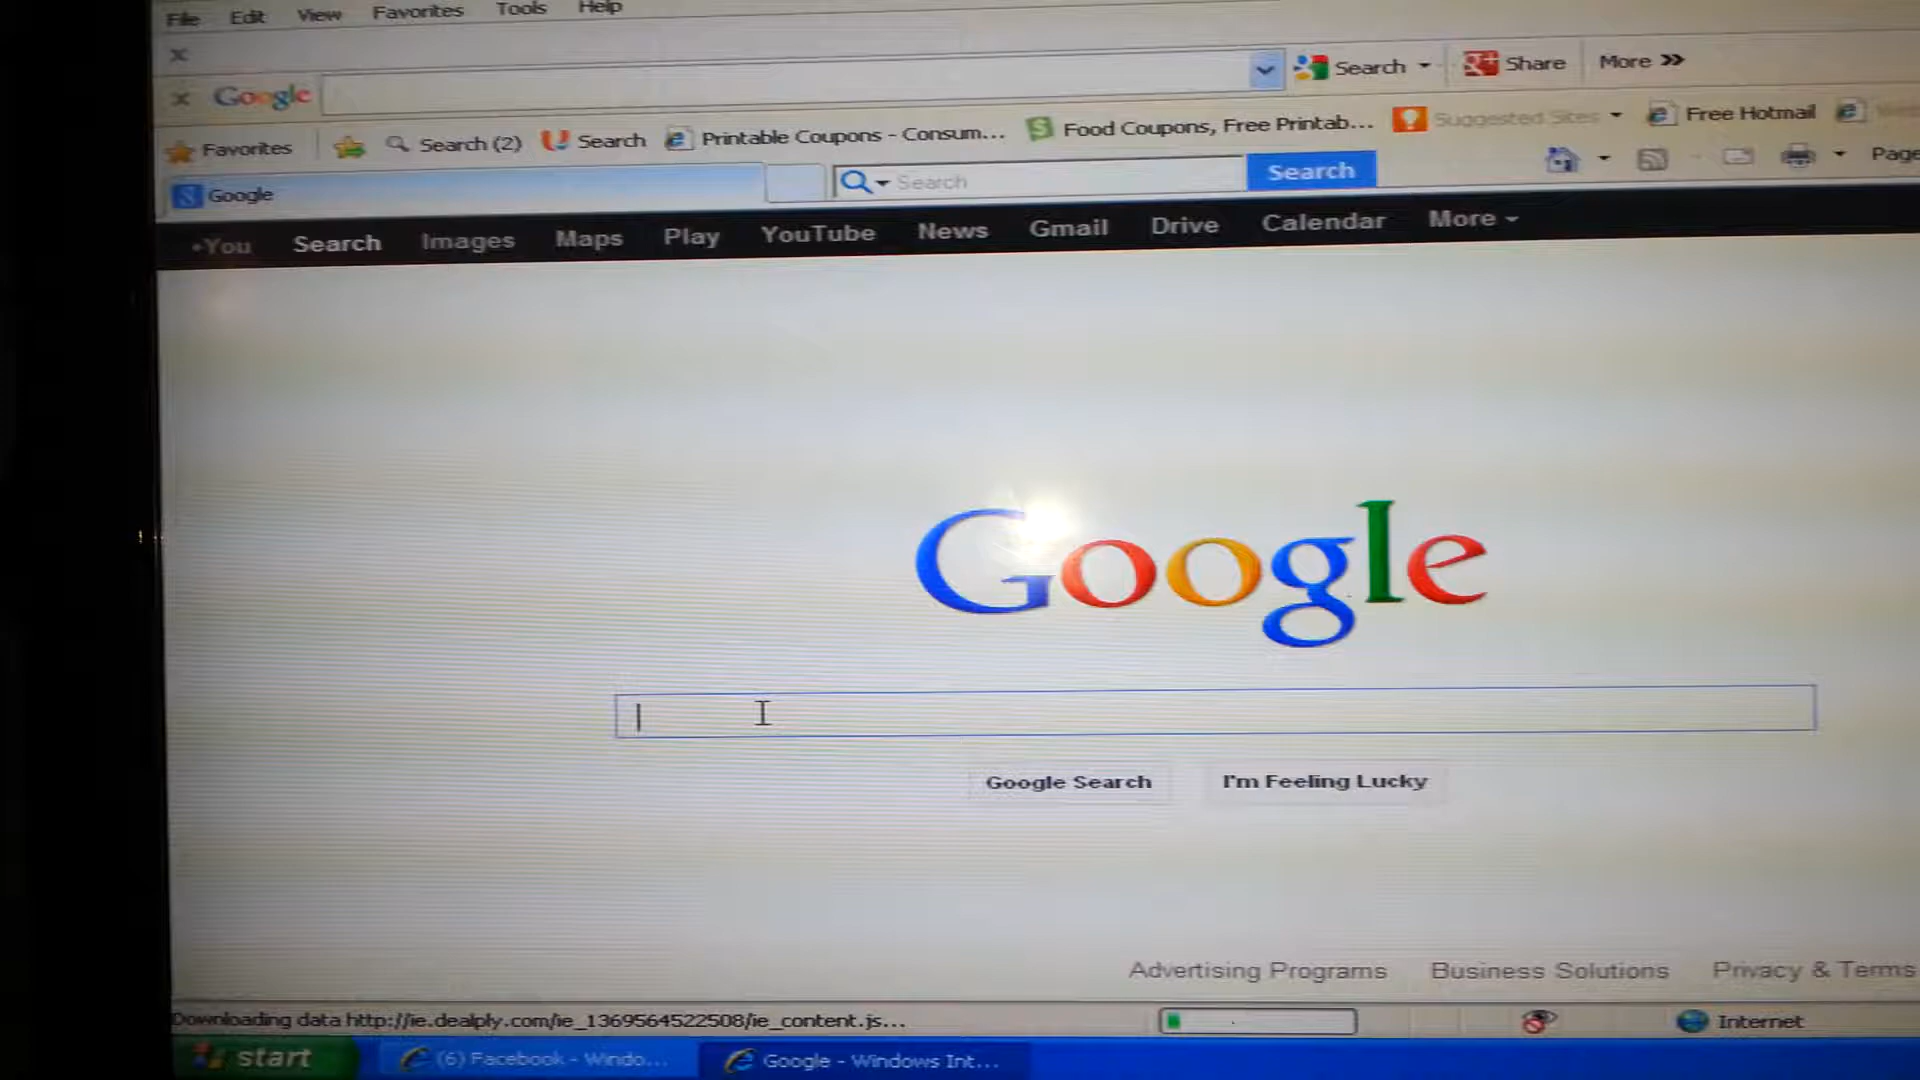 File Edit View Favorites Tools Help
Google Search Share More
Favorites Search (2) Search Printable Coupons - Consum... Food Coupons, Free Printab... Suggested Sites Free Hotmail
Google Search Search Page
+You Search Images Maps Play YouTube News Gmail Drive Calendar More
Google
Google Search I'm Feeling Lucky
Advertising Programs Business Solutions Privacy & Terms
Downloading data http://ie.dealply.com/ie_1369564522508/ie_content.js... Internet
start (6) Facebook - Windo... Google - Windows Int...